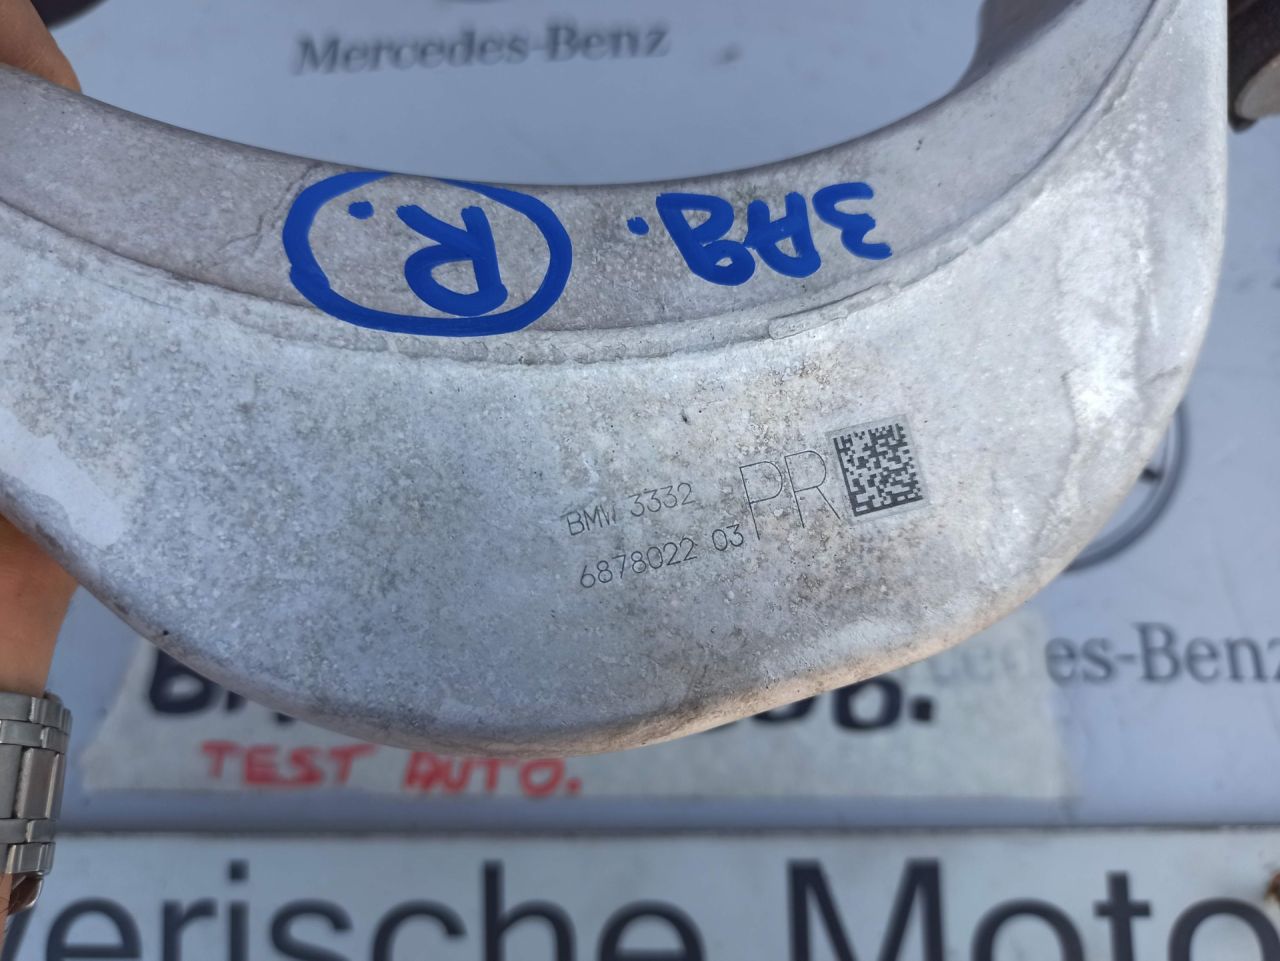 Mercedes-Benz
ЗАД. R.
BMW 3332
6878022 03
PR
es-Benz
TEST AUTO.
erische Moto